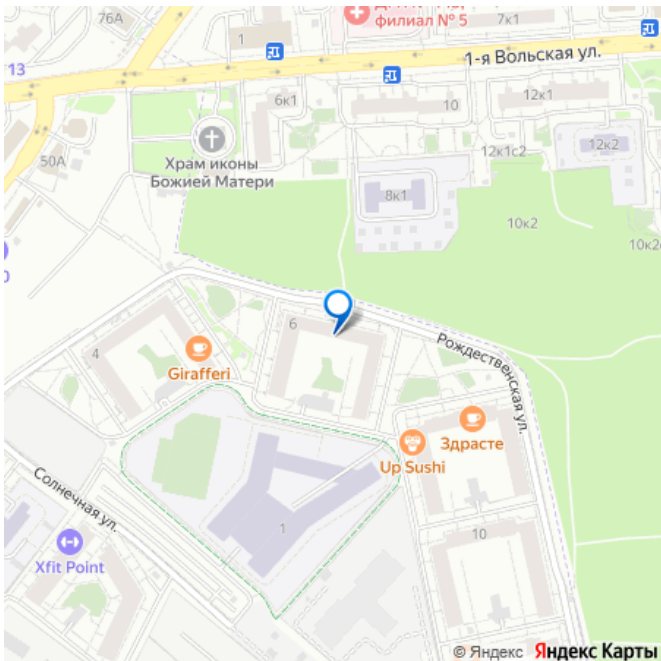 76А
1
филиал № 5
7к1
1-я Вольская ул.
13
6к1
10
12к1
50А
Храм иконы
Божией Матери
12к1с2
12к2
8к1
10к2
10к2
4
6
Girafferi
Рождественская ул.
Здрасте
Up Sushi
Солнечная ул.
1
10
Xfit Point
© Яндекс Яндекс Карты